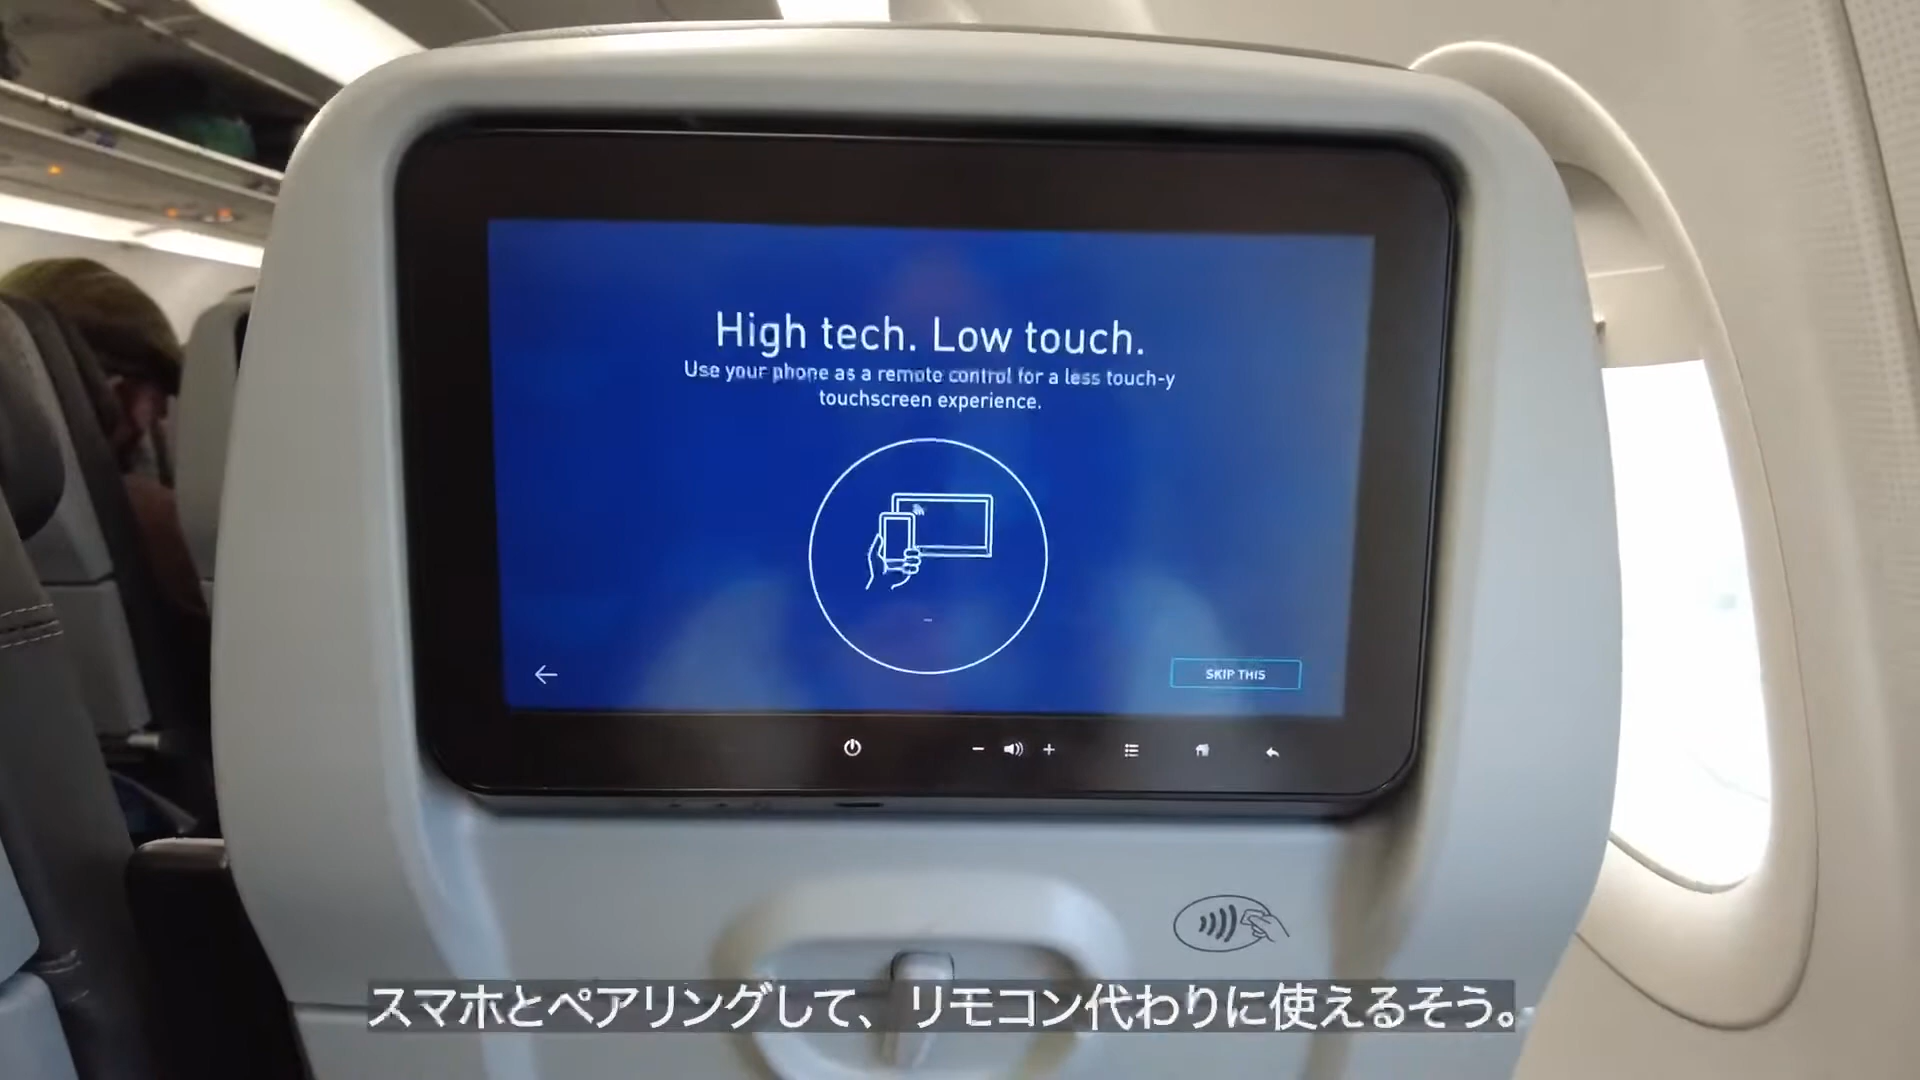 High tech. Low touch.
Use your phone as a remote control for a less touch-y
touchscreen experience.
SKIP THIS
スマホとペアリングして、リモコン代わりに使えるそう。